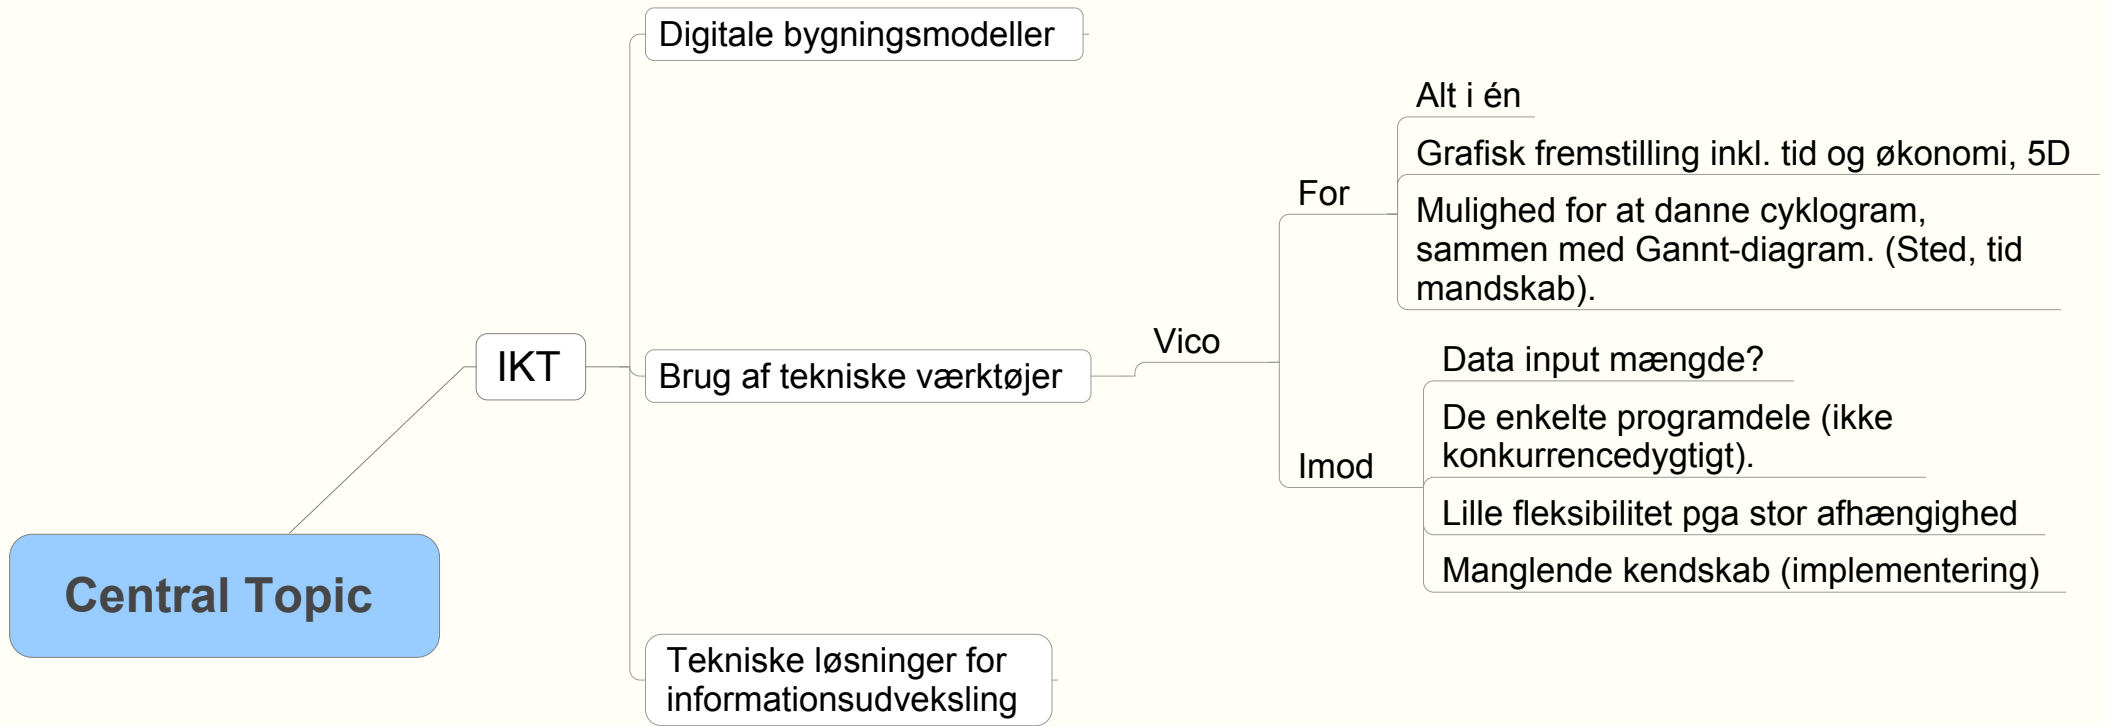 Digitale bygningsmodeller
Alt i én
Grafisk fremstilling inkl. tid og økonomi, 5D
For
Mulighed for at danne cyklogram,
sammen med Gannt-diagram. (Sted, tid
mandskab).
Vico
IKT
Brug af tekniske værktøjer
Data input mængde?
De enkelte programdele (ikke
konkurrencedygtigt).
Imod
Lille fleksibilitet pga stor afhængighed
Manglende kendskab (implementering)
Central Topic
Tekniske løsninger for
informationsudveksling